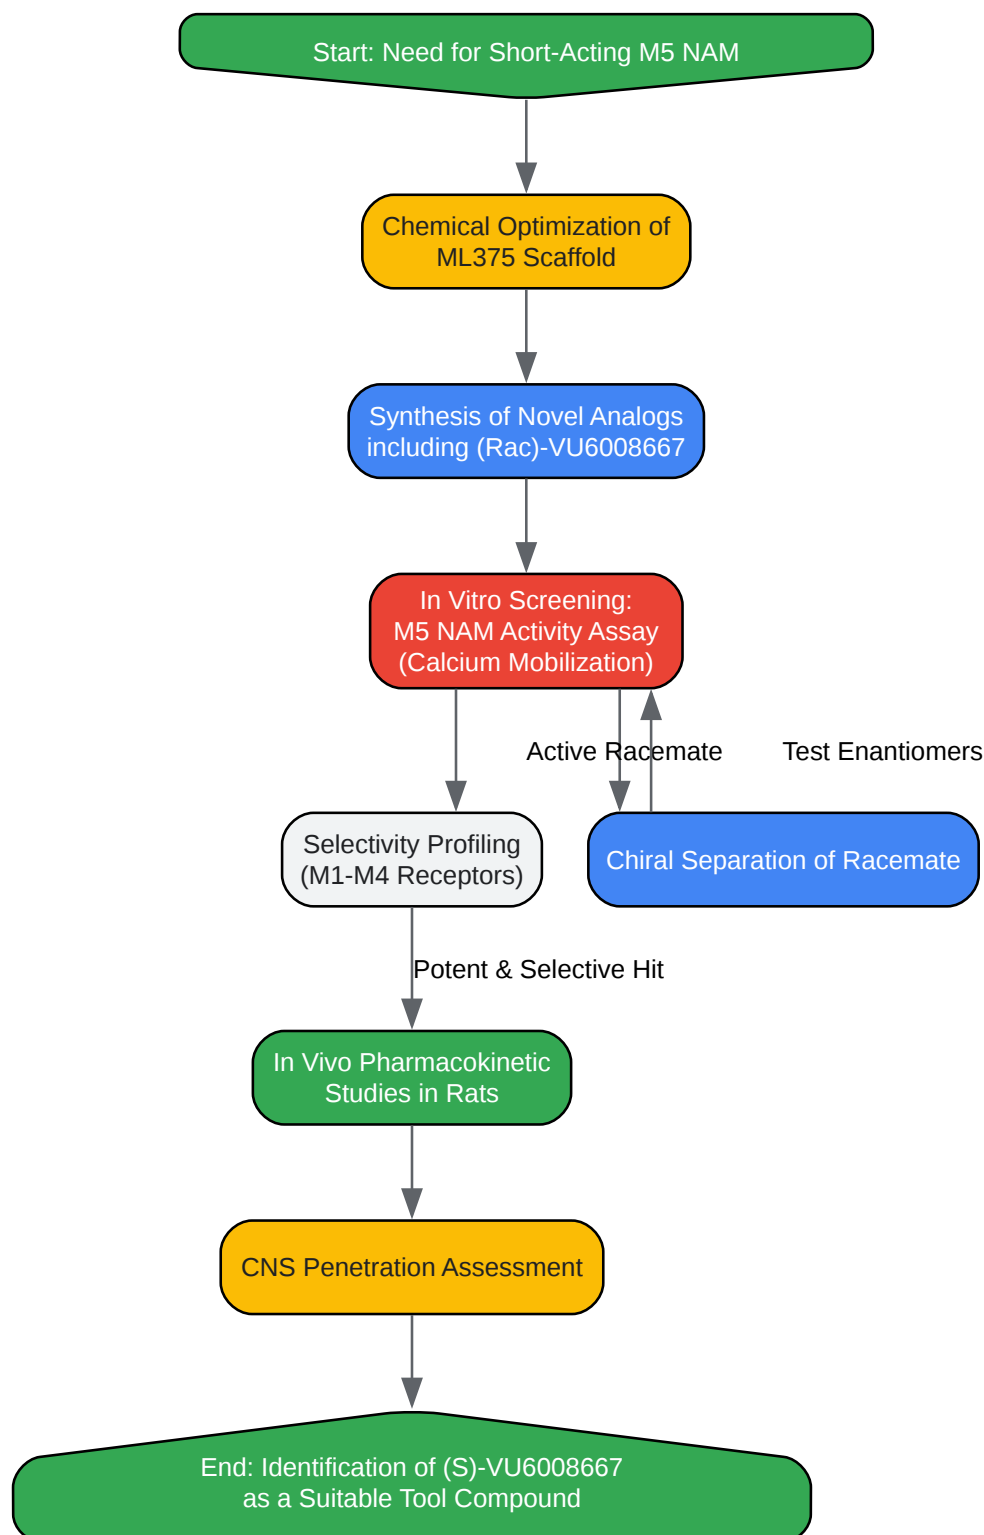 Start: Need for Short-Acting M5 NAM
Chemical Optimization of
ML375 Scaffold
Synthesis of Novel Analogs
including (Rac)-VU6008667
In Vitro Screening:
M5 NAM Activity Assay
(Calcium Mobilization)
Active Racemate
Test Enantiomers
Selectivity Profiling
(M1-M4 Receptors)
Chiral Separation of Racemate
Potent & Selective Hit
In Vivo Pharmacokinetic
Studies in Rats
CNS Penetration Assessment
End: Identification of (S)-VU6008667
as a Suitable Tool Compound